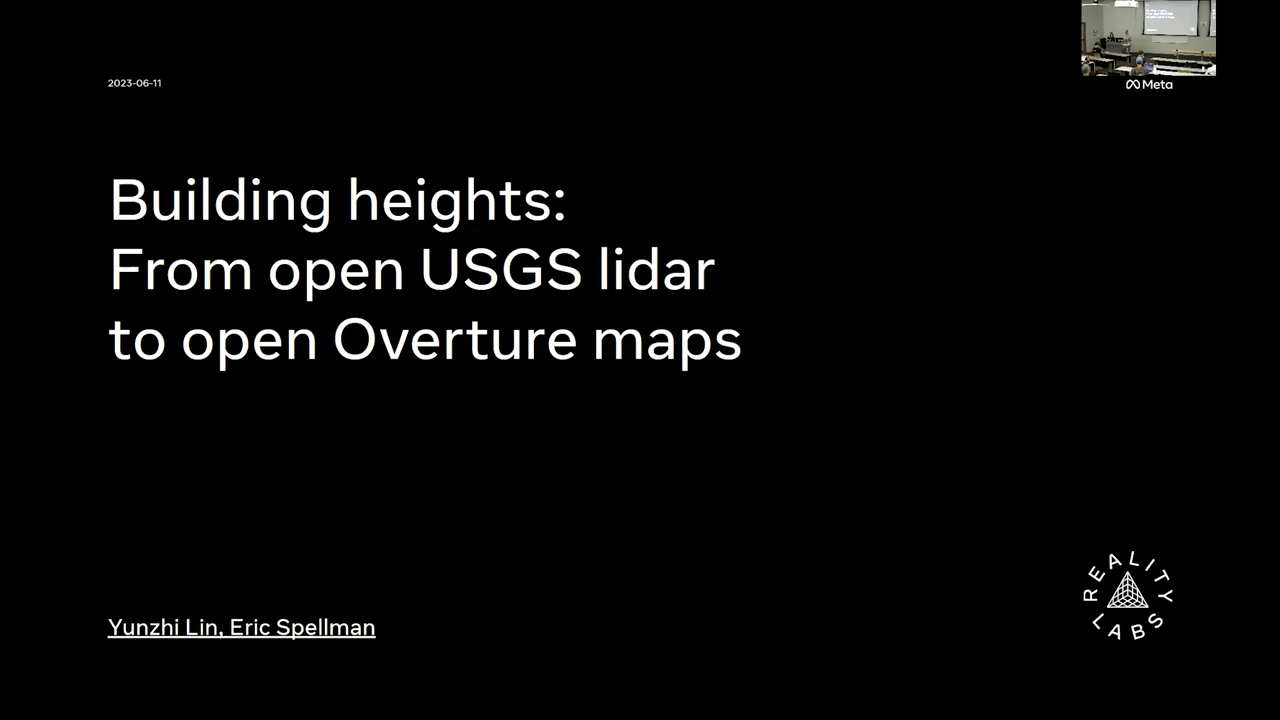 2023-06-11
Meta
Building heights:
From open USGS lidar
to open Overture maps
Yunzhi Lin, Eric Spellman
REALITY LABS